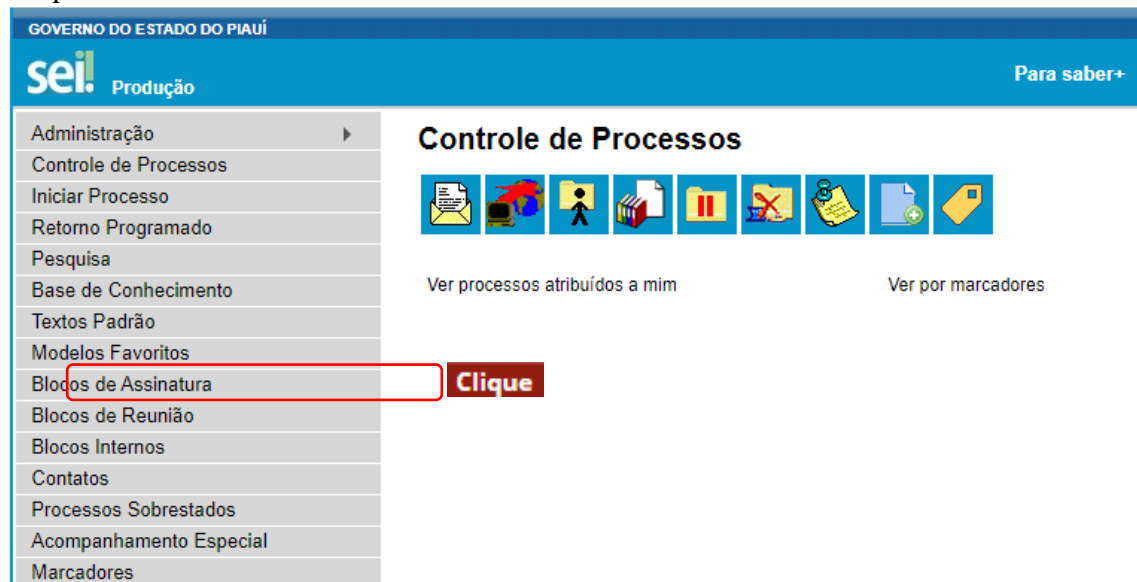 GOVERNO DO ESTADO DO PIAUÍ
sei! Produção
Para saber+
Administração
Controle de Processos
Iniciar Processo
Retorno Programado
Pesquisa
Base de Conhecimento
Textos Padrão
Modelos Favoritos
Blocos de Assinatura
Blocos de Reunião
Blocos Internos
Contatos
Processos Sobrestados
Acompanhamento Especial
Marcadores
Controle de Processos
Ver processos atribuídos a mim
Ver por marcadores
Clique